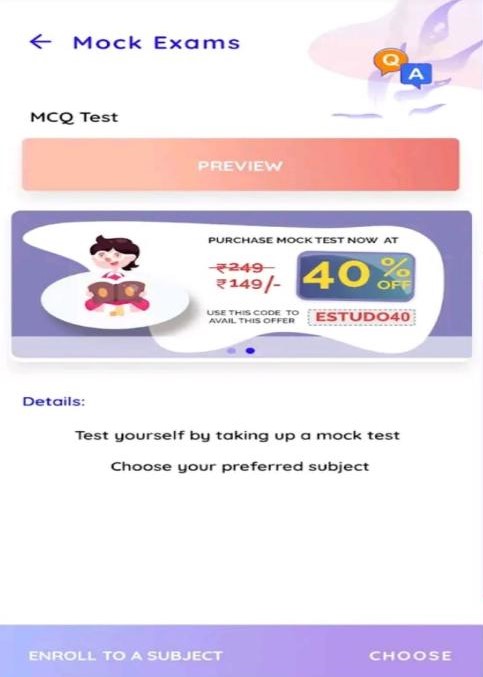 Mock Exams
Q
A
MCQ Test
PREVIEW
PURCHASE MOCK TEST NOW AT
₹249
₹149/-
40% OFF
USE THIS CODE TO
AVAIL THIS OFFER
ESTUDO40
Details:
Test yourself by taking up a mock test
Choose your preferred subject
ENROLL TO A SUBJECT
CHOOSE